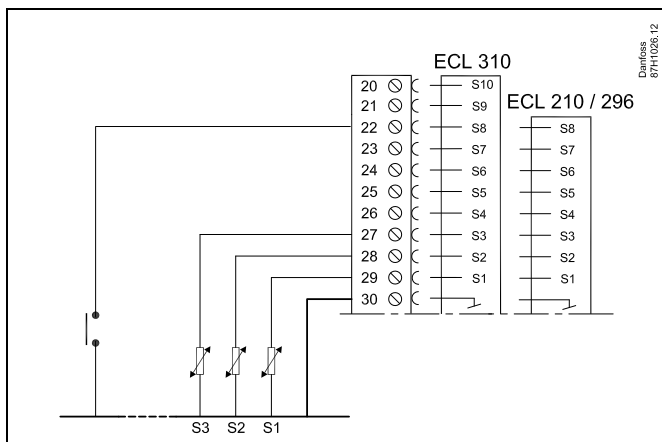 Danfoss
87H1026.12
ECL 310
ECL 210 / 296
20 S10
21 S9
22 S8 S8
23 S7 S7
24 S6 S6
25 S5 S5
26 S4 S4
27 S3 S3
28 S2 S2
29 S1 S1
30
S3 S2 S1